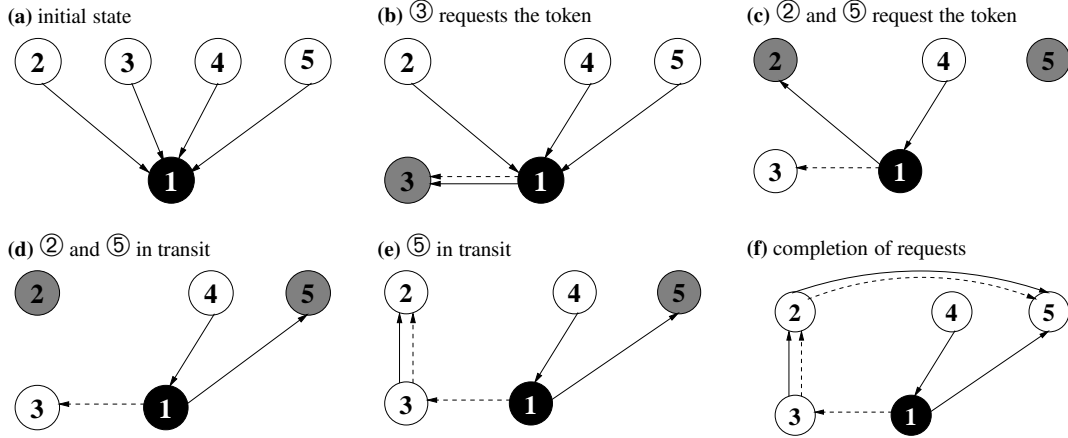 (a) initial state
2 3 4 5
1
(b) ③ requests the token
2 4 5
3 1
(c) ② and ⑤ request the token
2 4 5
3 1
(d) ② and ⑤ in transit
2 4 5
3 1
(e) ⑤ in transit
2 4 5
3 1
(f) completion of requests
2 4 5
3 1